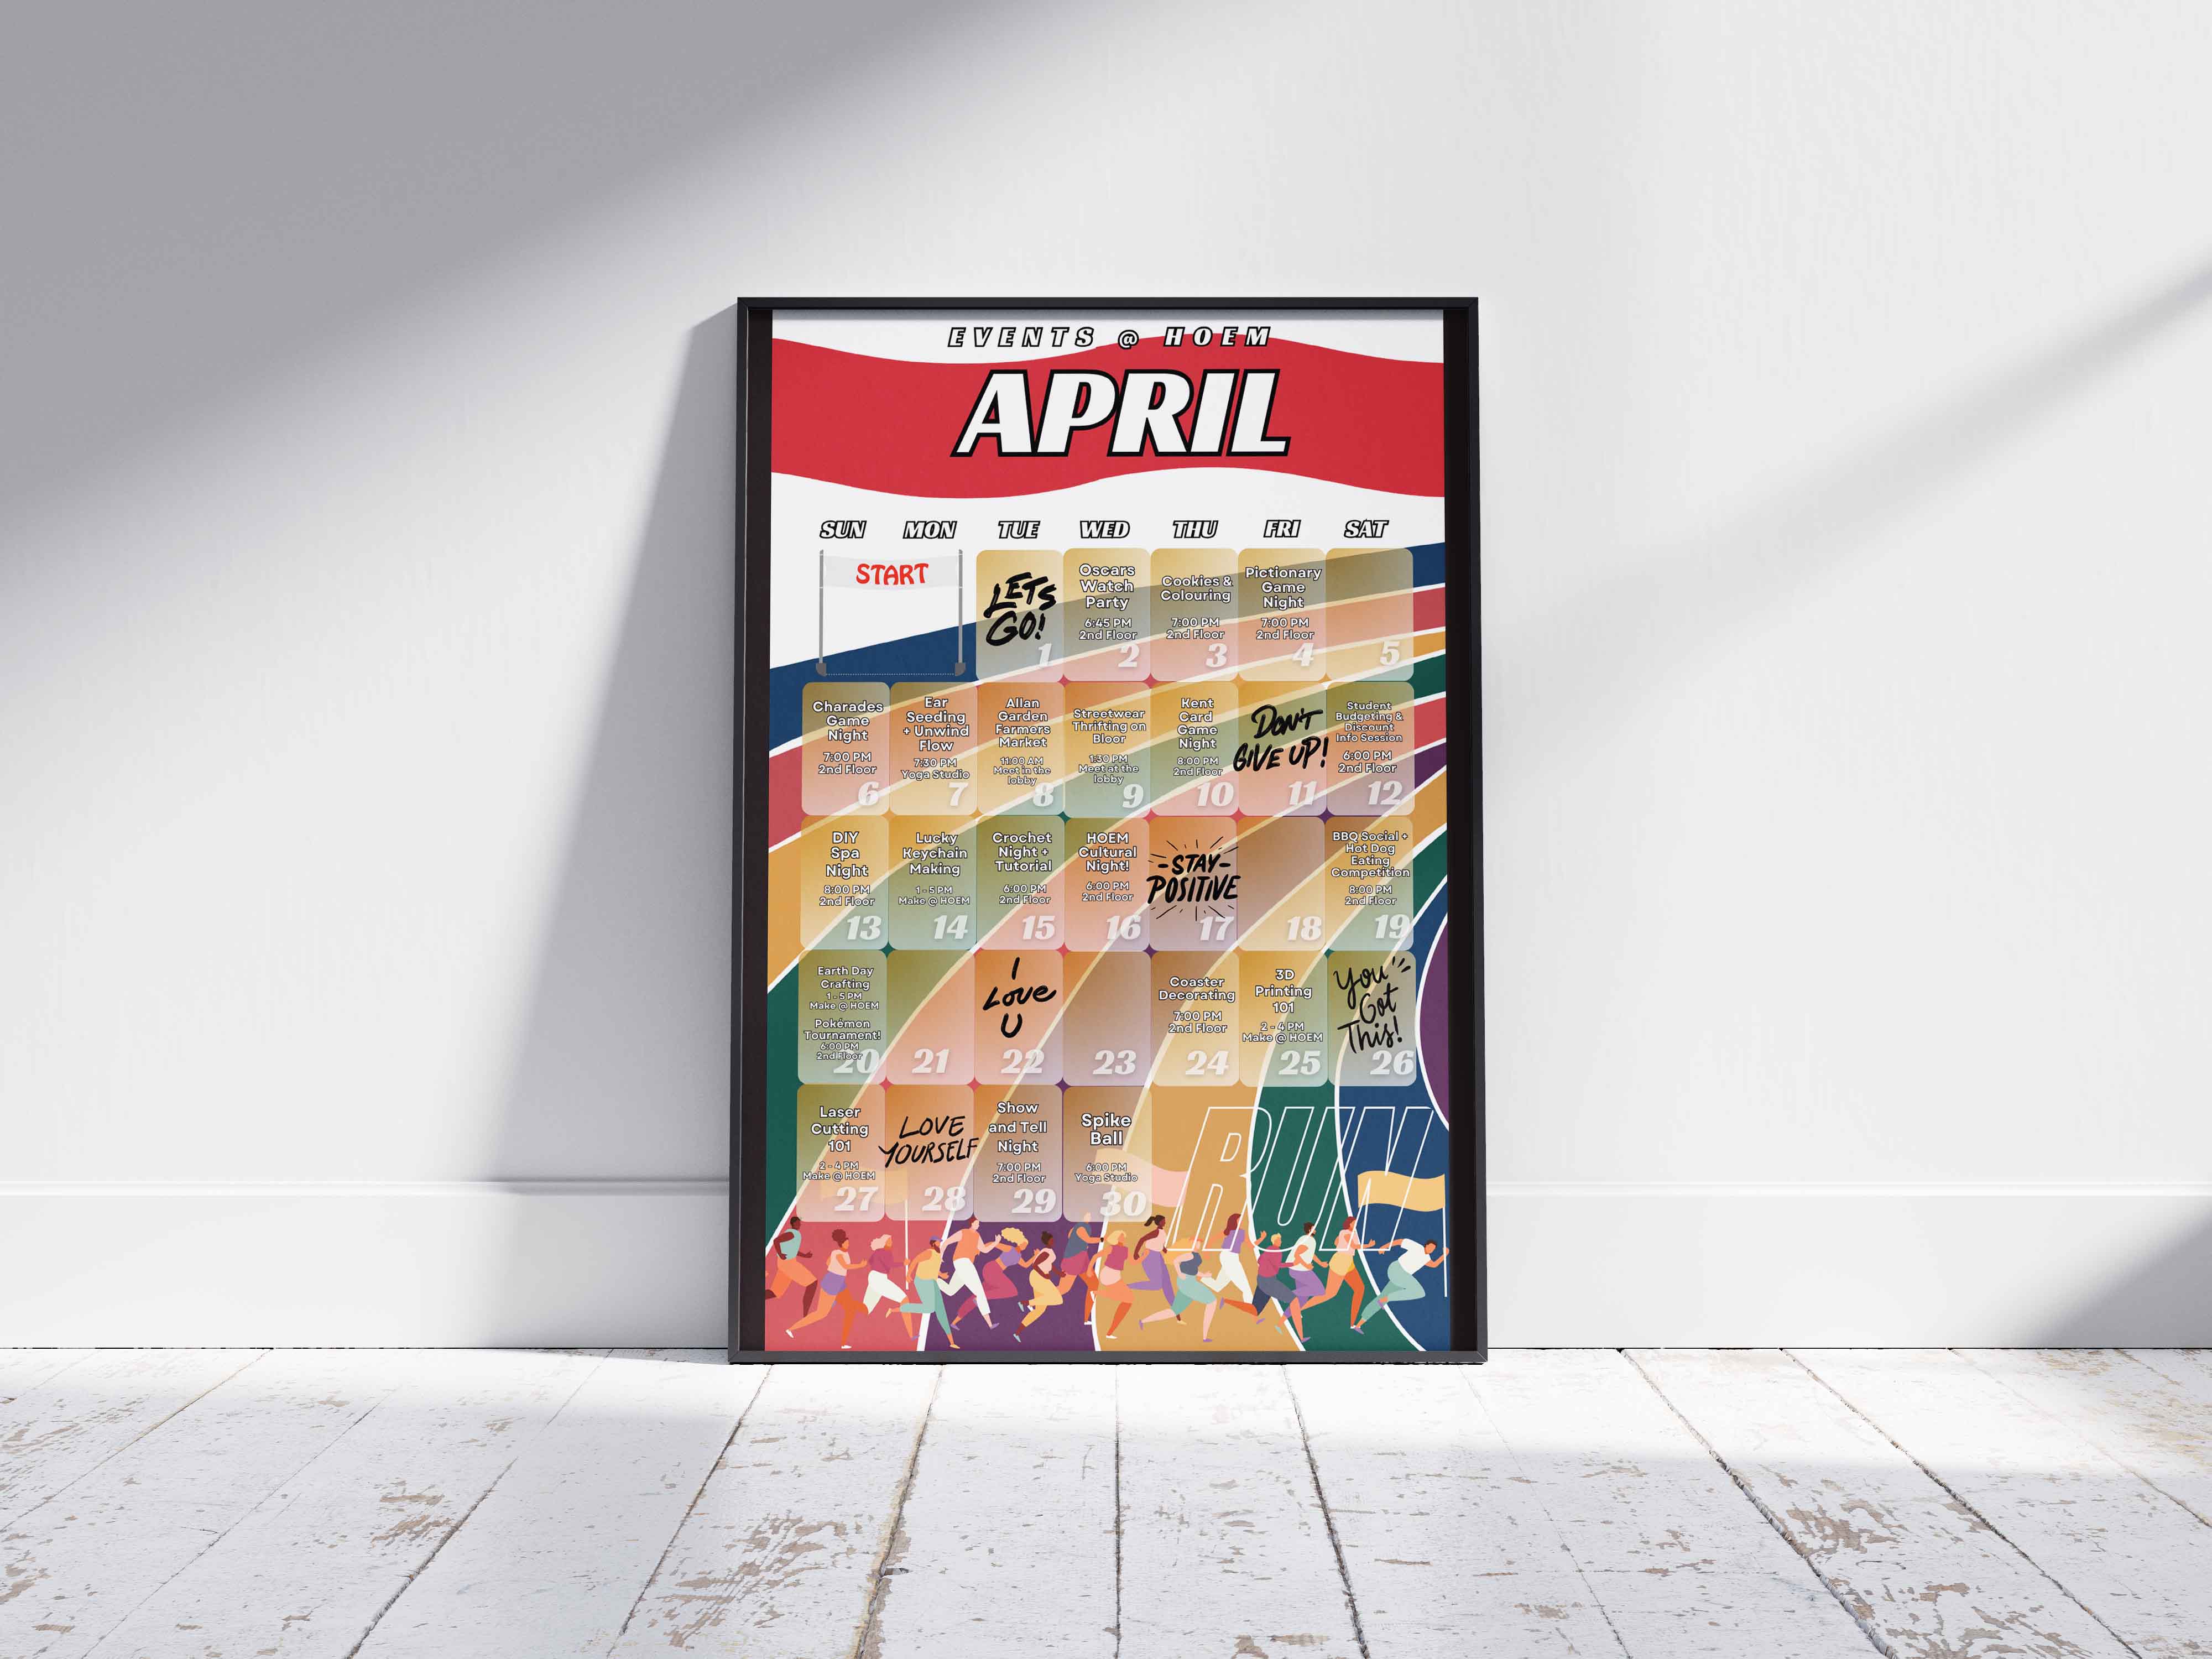 EVENTS @ HOEM
APRIL
SUN MON TUE WED THU FRI SAT
START
LET'S
GO!
1
Oscars
Watch
Party
6:45 PM
2nd Floor
2
Cookies &
Colouring
7:00 PM
2nd Floor
3
Pictionary
Game
Night
7:00 PM
2nd Floor
4
5
Charades
Game
Night
7:00 PM
2nd Floor
6
Ear
Seeding
+ Unwind
Flow
7:30 PM
Yoga Studio
7
Allan
Garden
Farmers
Market
11:00 AM
Meet in the
lobby
8
Streetwear
Thrifting on
Bloor
1:30 PM
Meet at the
lobby
9
Kent
Card
Game
Night
8:00 PM
2nd Floor
10
DON'T
GIVE UP!
11
Student
Budgeting &
Discount
Info Session
6:00 PM
2nd Floor
12
DIY
Spa
Night
8:00 PM
2nd Floor
13
Lucky
Keychain
Making
1 - 5 PM
Make @ HOEM
14
Crochet
Night +
Tutorial
6:00 PM
2nd Floor
15
HOEM
Cultural
Night!
6:00 PM
2nd Floor
16
-STAY-
POSITIVE
17
18
BBQ Social +
Hot Dog
Eating
Competition
8:00 PM
2nd Floor
19
Earth Day
Crafting
1 - 5 PM
Make @ HOEM
Pokémon
Tournament!
6:00 PM
2nd Floor
20
21
I
Love
U
22
23
Coaster
Decorating
7:00 PM
2nd Floor
24
3D
Printing
101
2 - 4 PM
Make @ HOEM
25
You
Got
This!
26
Laser
Cutting
101
2 - 4 PM
Make @ HOEM
27
LOVE
YOURSELF
28
Show
and Tell
Night
7:00 PM
2nd Floor
29
Spike
Ball
6:00 PM
Yoga Studio
30
RUN